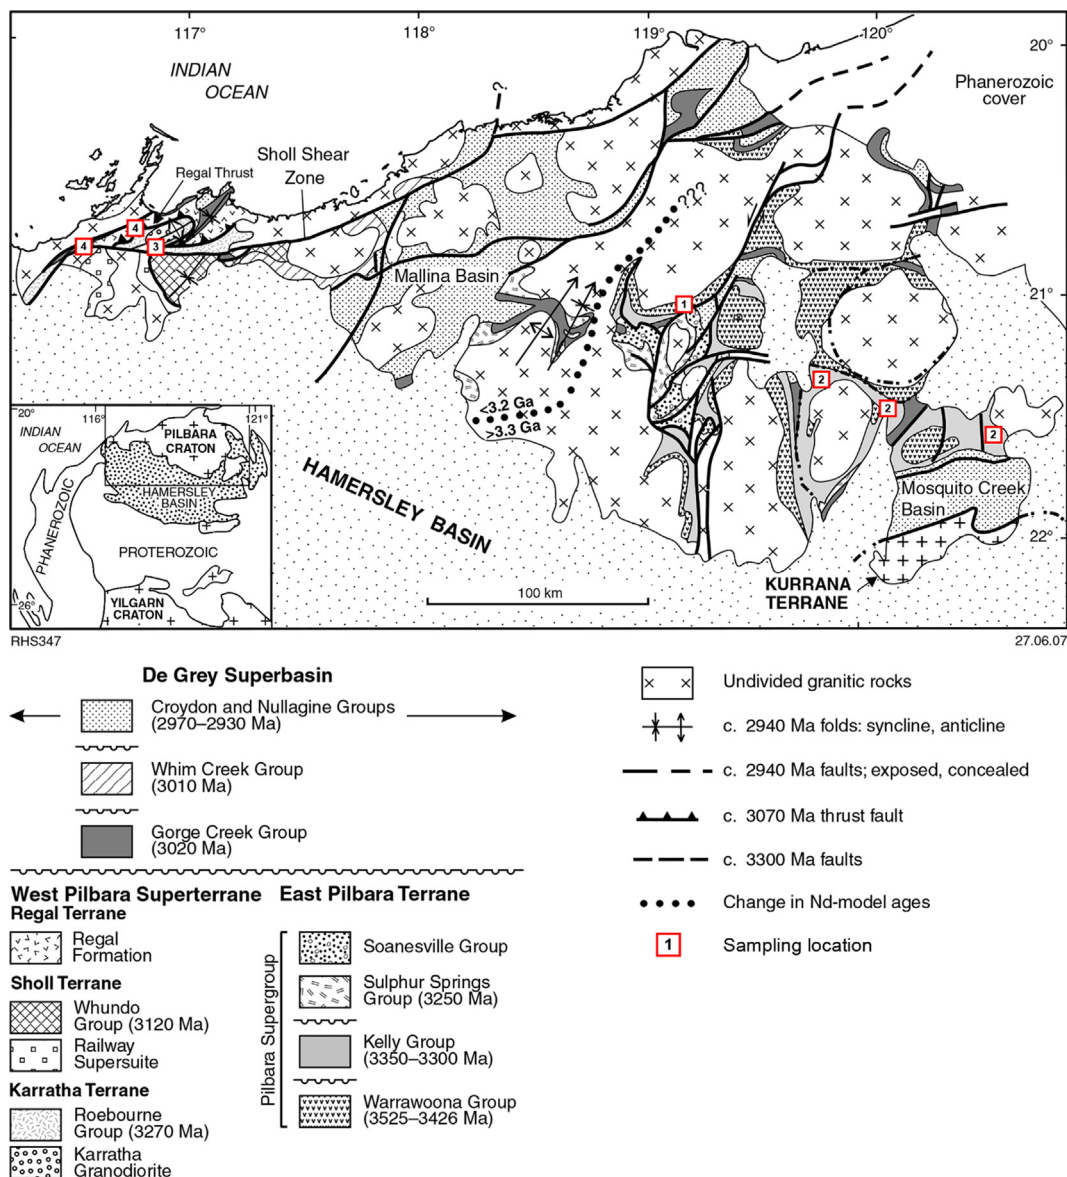 117°
118°
119°
120°
20°
INDIAN
OCEAN
Phanerozoic
cover
?
Sholl Shear
Zone
Regal Thrust
???
4
4
3
Mallina Basin
21°
1
2
2
2
<3.2 Ga
>3.3 Ga
HAMERSLEY BASIN
Mosquito Creek
Basin
22°
KURRANA
TERRANE
100 km
20°
116°
121°
INDIAN
OCEAN
PILBARA
CRATON
HAMERSLEY
BASIN
PHANEROZOIC
PROTEROZOIC
YILGARN
CRATON
26°
RHS347
27.06.07
De Grey Superbasin
Croydon and Nullagine Groups
(2970–2930 Ma)
Whim Creek Group
(3010 Ma)
Gorge Creek Group
(3020 Ma)
West Pilbara Superterrane
Regal Terrane
Regal
Formation
Sholl Terrane
Whundo
Group (3120 Ma)
Railway
Supersuite
Karratha Terrane
Roebourne
Group (3270 Ma)
Karratha
Granodiorite
East Pilbara Terrane
Pilbara Supergroup
Soanesville Group
Sulphur Springs
Group (3250 Ma)
Kelly Group
(3350–3300 Ma)
Warrawoona Group
(3525–3426 Ma)
Undivided granitic rocks
c. 2940 Ma folds: syncline, anticline
c. 2940 Ma faults; exposed, concealed
c. 3070 Ma thrust fault
c. 3300 Ma faults
Change in Nd-model ages
1
Sampling location